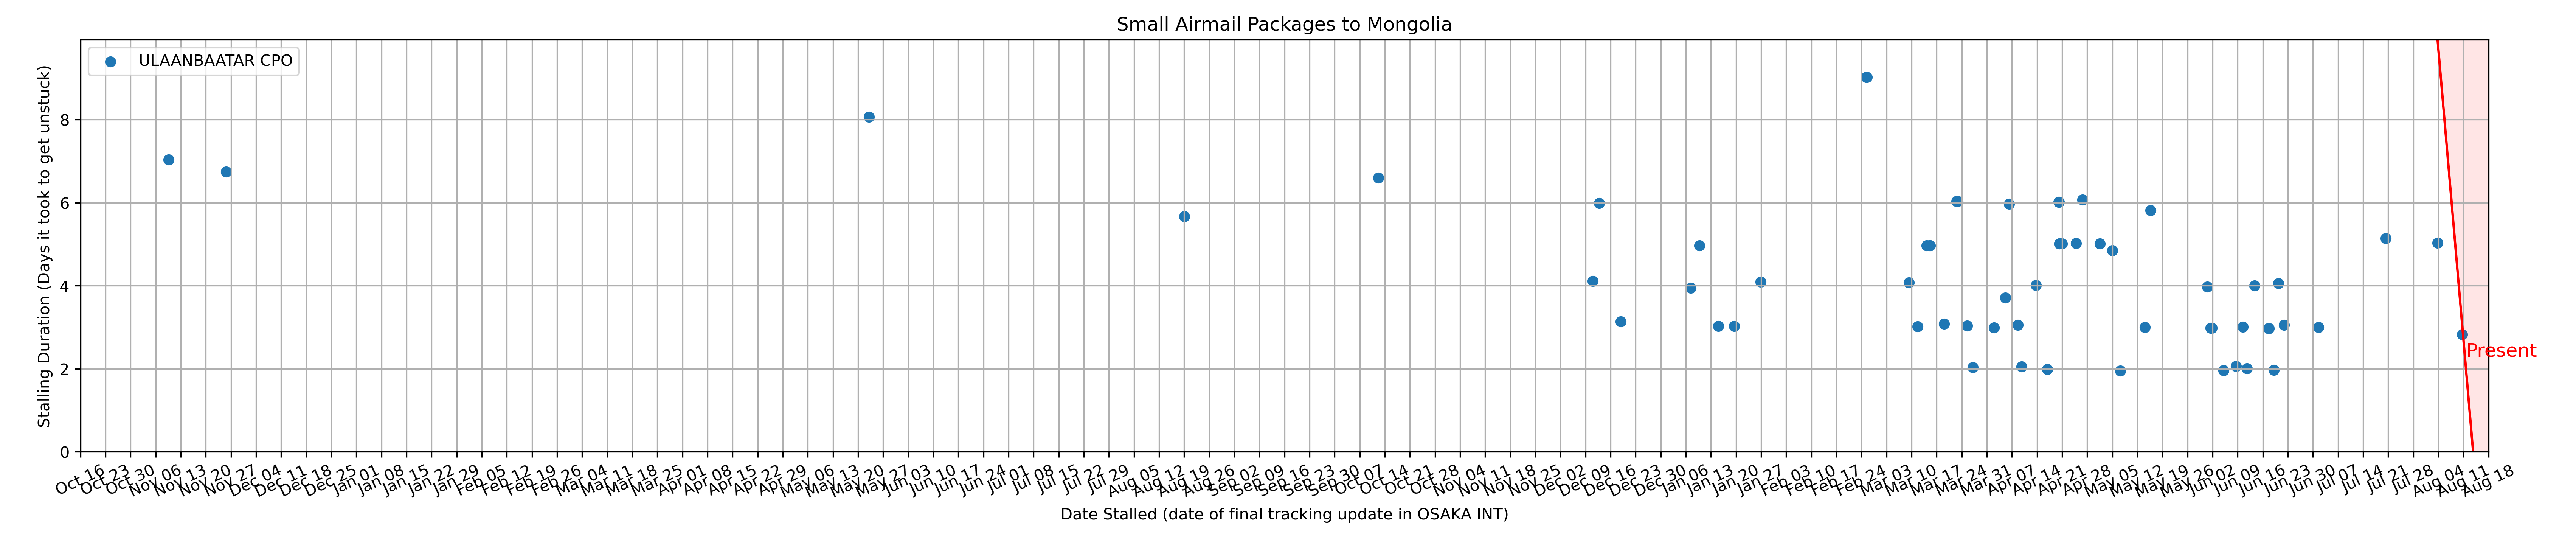 Small Airmail Packages to Mongolia
ULAANBAATAR CPO
Stalling Duration (Days it took to get unstuck)
8
6
4
2
0
Present
Oct 16
Oct 23
Oct 30
Nov 06
Nov 13
Nov 20
Nov 27
Dec 04
Dec 11
Dec 18
Dec 25
Jan 01
Jan 08
Jan 15
Jan 22
Jan 29
Feb 05
Feb 12
Feb 19
Feb 26
Mar 04
Mar 11
Mar 18
Mar 25
Apr 01
Apr 08
Apr 15
Apr 22
Apr 29
May 06
May 13
May 20
May 27
Jun 03
Jun 10
Jun 17
Jun 24
Jul 01
Jul 08
Jul 15
Jul 22
Jul 29
Aug 05
Aug 12
Aug 19
Aug 26
Sep 02
Sep 09
Sep 16
Sep 23
Sep 30
Oct 07
Oct 14
Oct 21
Oct 28
Nov 04
Nov 11
Nov 18
Nov 25
Dec 02
Dec 09
Dec 16
Dec 23
Dec 30
Jan 06
Jan 13
Jan 20
Jan 27
Feb 03
Feb 10
Feb 17
Feb 24
Mar 03
Mar 10
Mar 17
Mar 24
Mar 31
Apr 07
Apr 14
Apr 21
Apr 28
May 05
May 12
May 19
May 26
Jun 02
Jun 09
Jun 16
Jun 23
Jun 30
Jul 07
Jul 14
Jul 21
Jul 28
Aug 04
Aug 11
Aug 18
Date Stalled (date of final tracking update in OSAKA INT)